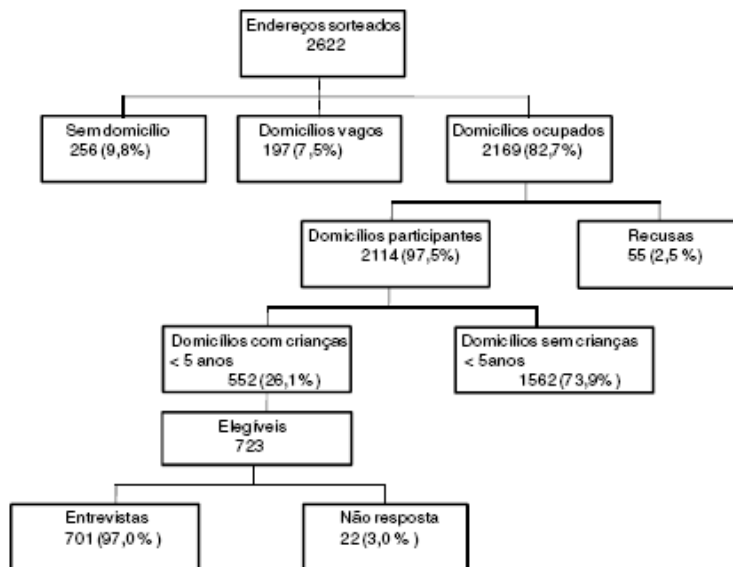 Endereços sorteados
2622
Sem domicílio
256 (9,8%)
Domicílios vagos
197 (7,5%)
Domicílios ocupados
2169 (82,7%)
Domicílios participantes
2114 (97,5%)
Recusas
55 (2,5 %)
Domicílios com crianças
< 5 anos
552 (26,1% )
Domicílios sem crianças
< 5anos
1562 (73,9%)
Elegíveis
723
Entrevistas
701 (97,0% )
Não resposta
22 (3,0 % )